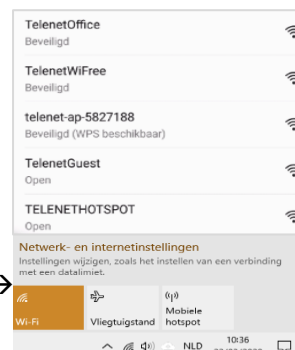 TelenetOffice
Beveiligd
TelenetWiFree
Beveiligd
telenet-ap-5827188
Beveiligd (WPS beschikbaar)
TelenetGuest
Open
TELENETHOTSPOT
Open
Netwerk- en internetinstellingen
Instellingen wijzigen, zoals het instellen van een verbinding
met een datalimiet.
Wi-Fi
Vliegtuigstand
Mobiele
hotspot
NLD
10:36